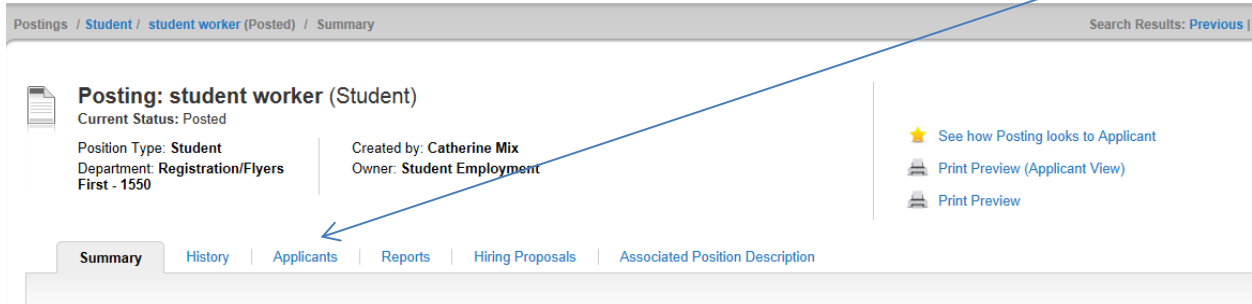 Postings / Student / student worker (Posted) / Summary
Search Results: Previous |
Posting: student worker (Student)
Current Status: Posted
Position Type: Student
Department: Registration/Flyers
First - 1550
Created by: Catherine Mix
Owner: Student Employment
See how Posting looks to Applicant
Print Preview (Applicant View)
Print Preview
Summary History Applicants Reports Hiring Proposals Associated Position Description